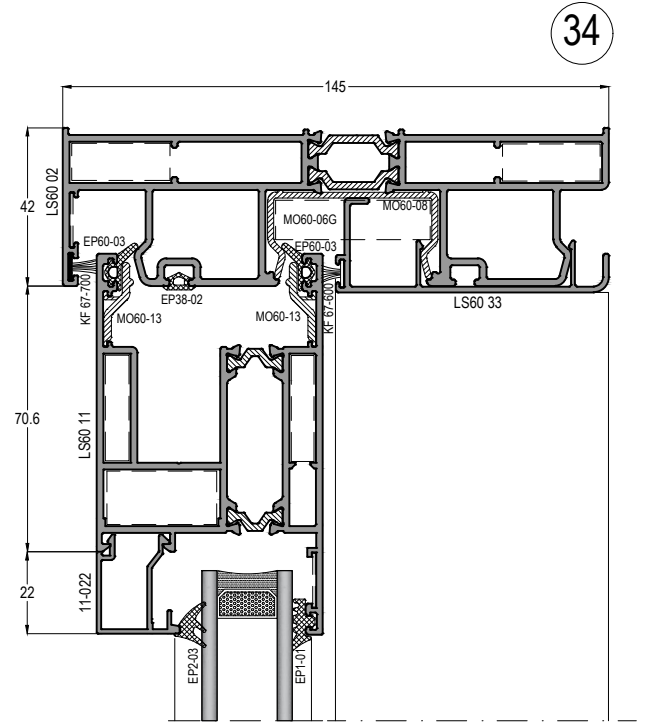 34
145
LS60 02
42
MO60-08
MO60-06G
EP60-03
EP60-03
KF 67-700
EP38-02
KF 67-600
LS60 33
MO60-13
MO60-13
70.6
LS60 11
22
11-022
EP2-03
EP1-01